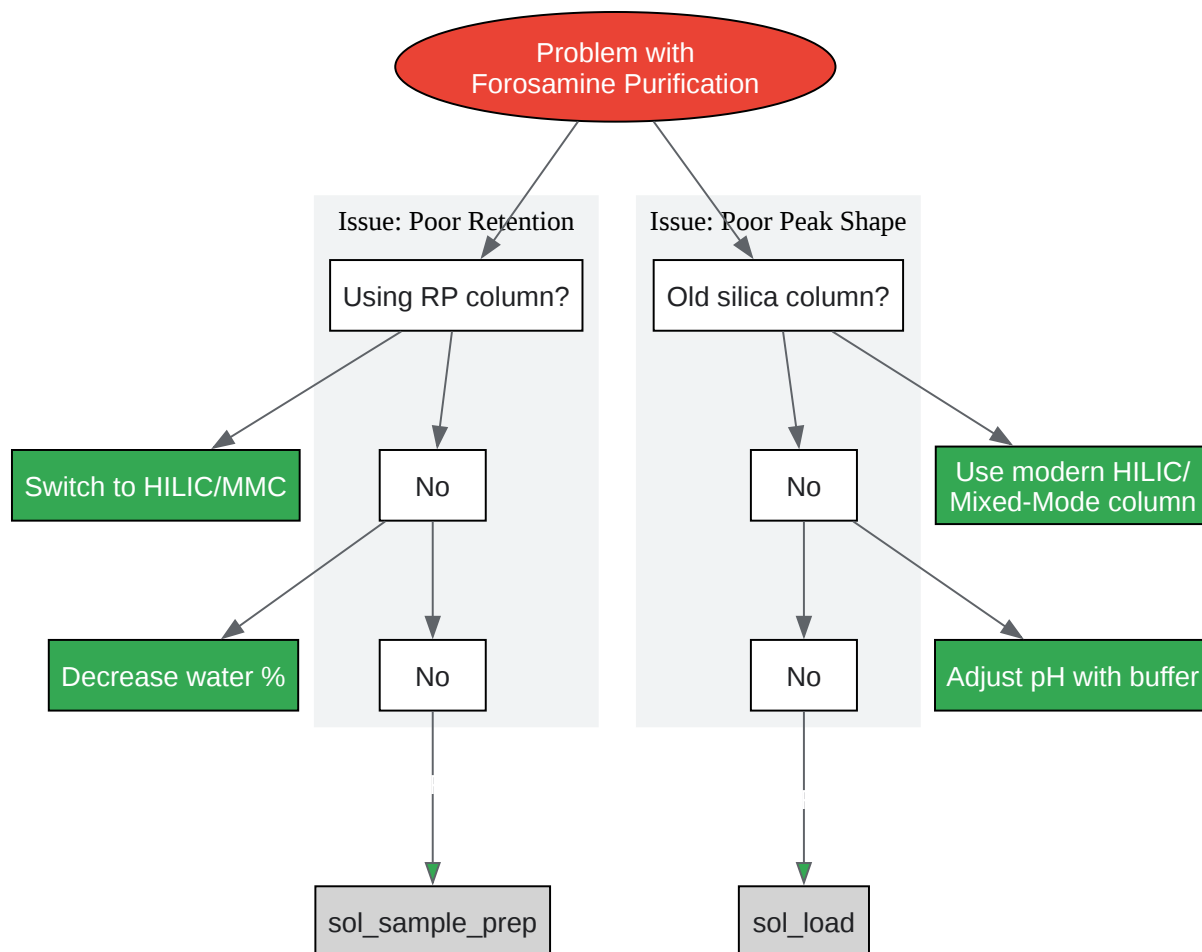 Problem with
Forosamine Purification
Issue: Poor Retention
Issue: Poor Peak Shape
Using RP column?
Old silica column?
Switch to HILIC/MMC
No
No
Use modern HILIC/
Mixed-Mode column
Decrease water %
No
No
Adjust pH with buffer
sol_sample_prep
sol_load